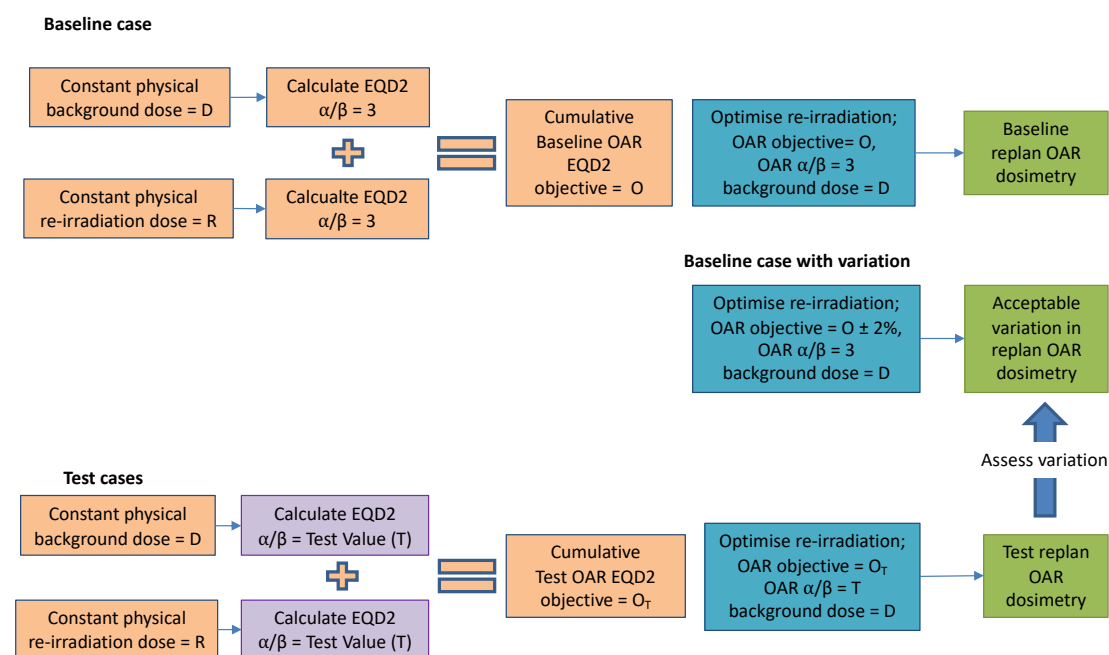 Baseline case
Constant physical
background dose = D
Calculate EQD2
α/β = 3
Constant physical
re-irradiation dose = R
Calcualte EQD2
α/β = 3
Cumulative
Baseline OAR
EQD2
objective = O
Optimise re-irradiation;
OAR objective= O,
OAR α/β = 3
background dose = D
Baseline
replan OAR
dosimetry
Baseline case with variation
Optimise re-irradiation;
OAR objective = O ± 2%,
OAR α/β = 3
background dose = D
Acceptable
variation in
replan OAR
dosimetry
Assess variation
Test cases
Constant physical
background dose = D
Calculate EQD2
α/β = Test Value (T)
Constant physical
re-irradiation dose = R
Calculate EQD2
α/β = Test Value (T)
Cumulative
Test OAR EQD2
objective = O_T
Optimise re-irradiation;
OAR objective = O_T
OAR α/β = T
background dose = D
Test replan
OAR
dosimetry